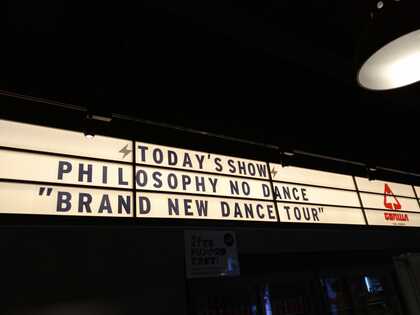 TODAY'S SHOW
PHILOSOPHY NO DANCE
"BRAND NEW DANCE TOUR"